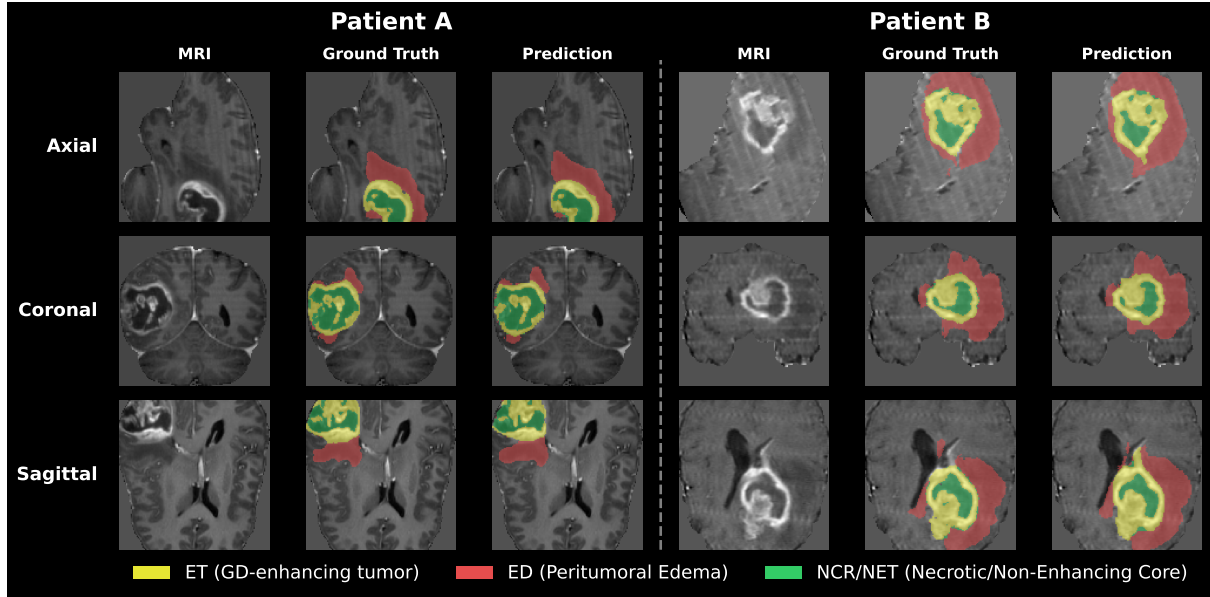 Patient A Patient B
MRI Ground Truth Prediction MRI Ground Truth Prediction
Axial
Coronal
Sagittal
ET (GD-enhancing tumor) ED (Peritumoral Edema) NCR/NET (Necrotic/Non-Enhancing Core)